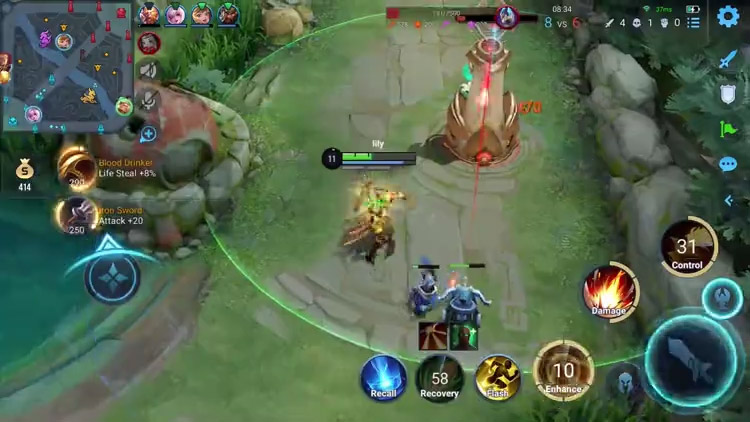 08:34
37ms
8 VS 6
4 1 0
lily
11
S
414
Blood Drinker
Life Steal +8%
290
Iron Sword
Attack +20
250
31
Control
Damage
10
Enhance
Recall
58
Recovery
Flash